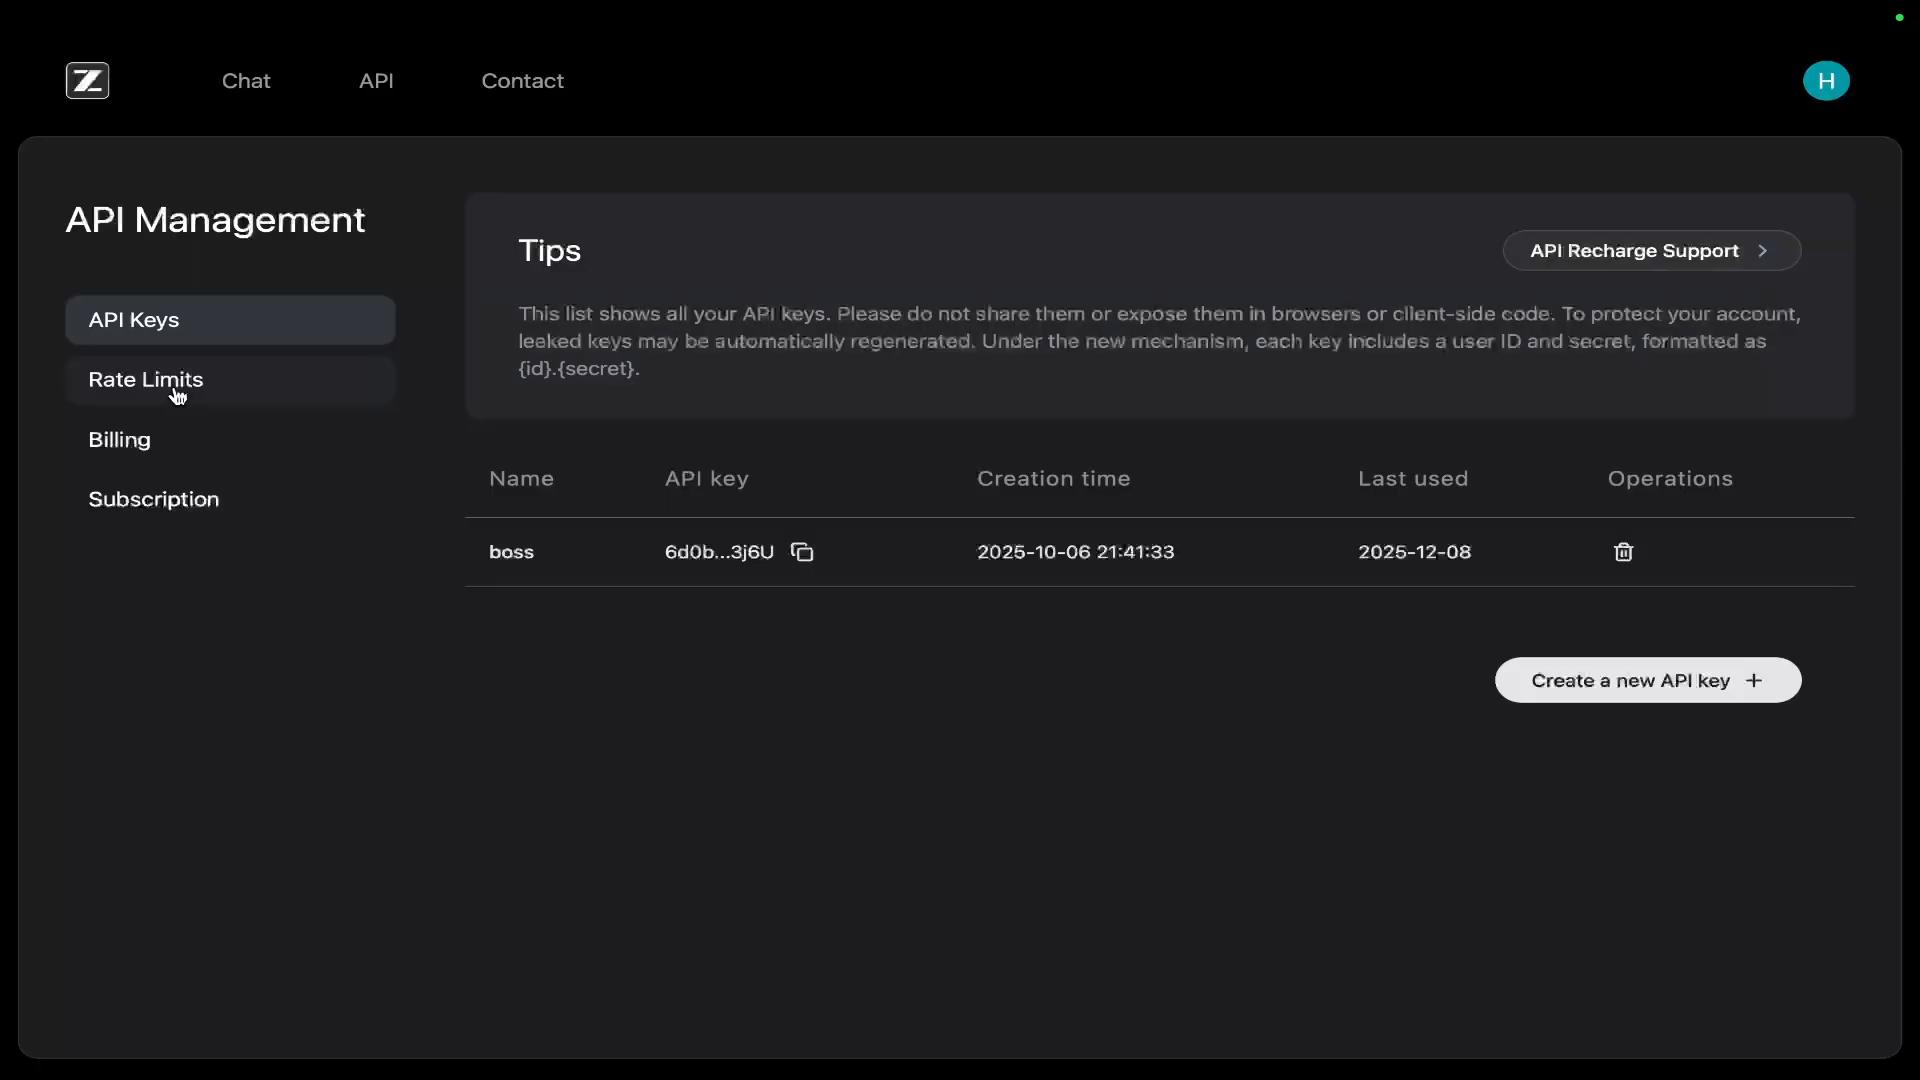 Z
Chat
API
Contact
H
API Management
API Keys
Rate Limits
Billing
Subscription
Tips
API Recharge Support
This list shows all your API keys. Please do not share them or expose them in browsers or client-side code. To protect your account,
leaked keys may be automatically regenerated. Under the new mechanism, each key includes a user ID and secret, formatted as
{id}.{secret}.
Name API key Creation time Last used Operations
boss 6d0b...3j6U 2025-10-06 21:41:33 2025-12-08
Create a new API key +